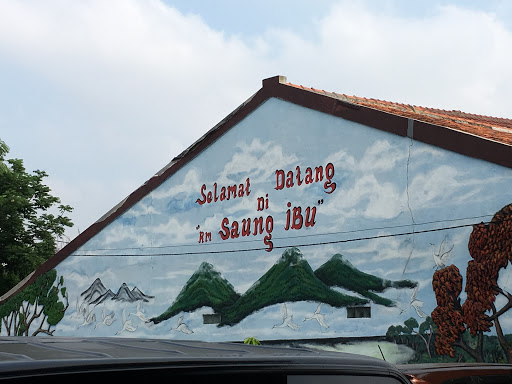 Selamat Datang
Di
"RM Saung iBu"